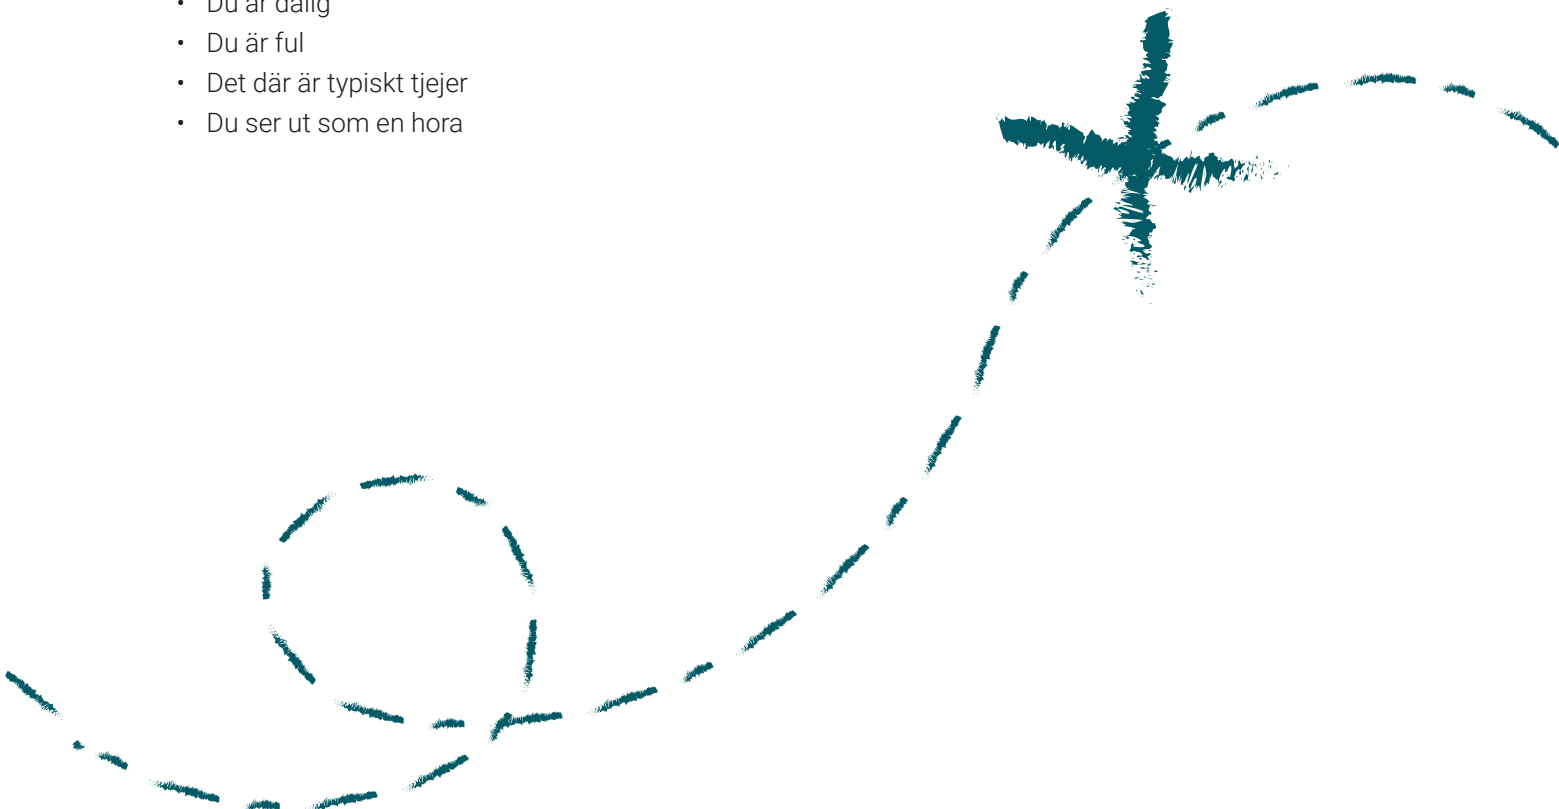 • Du är dålig
• Du är ful
• Det där är typiskt tjejer
• Du ser ut som en hora